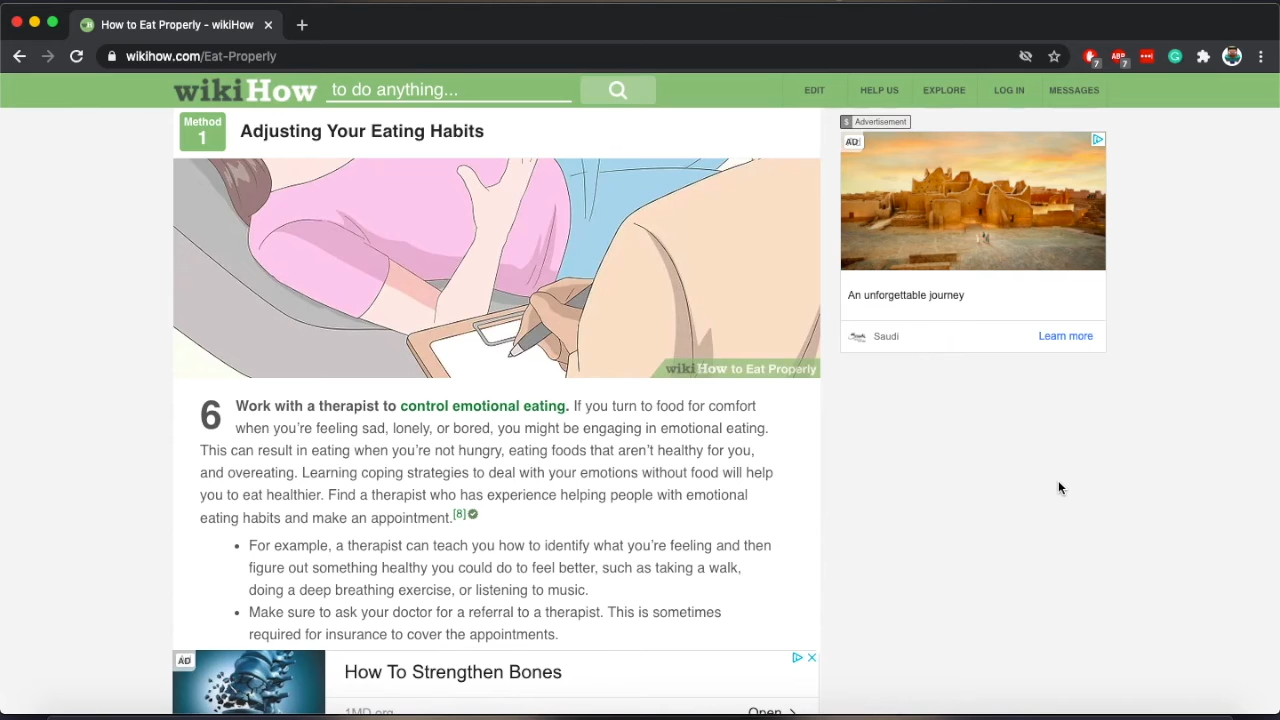 How to Eat Properly - wikiHow
wikihow.com/Eat-Properly
7
ABP
7
wikiHow
to do anything...
EDIT
HELP US
EXPLORE
LOG IN
MESSAGES
Method
1
Adjusting Your Eating Habits
$ Advertisement
AD
An unforgettable journey
Saudi
Learn more
wikiHow to Eat Properly
6
Work with a therapist to control emotional eating. If you turn to food for comfort
when you're feeling sad, lonely, or bored, you might be engaging in emotional eating.
This can result in eating when you're not hungry, eating foods that aren't healthy for you,
and overeating. Learning coping strategies to deal with your emotions without food will help
you to eat healthier. Find a therapist who has experience helping people with emotional
eating habits and make an appointment.[8]
• For example, a therapist can teach you how to identify what you're feeling and then
figure out something healthy you could do to feel better, such as taking a walk,
doing a deep breathing exercise, or listening to music.
• Make sure to ask your doctor for a referral to a therapist. This is sometimes
required for insurance to cover the appointments.
AD
How To Strengthen Bones
1MD.org
Open